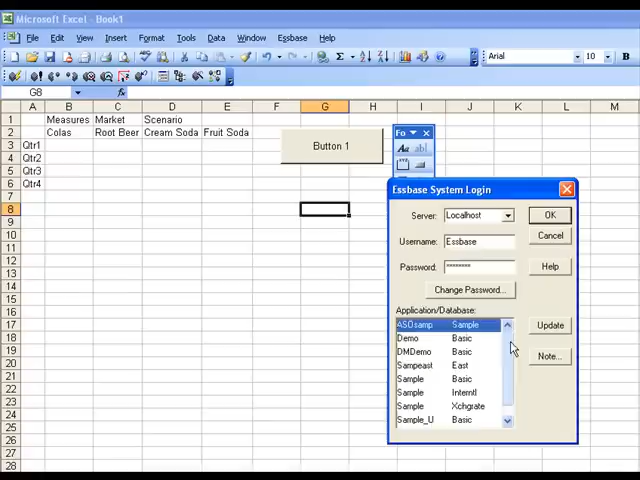 Microsoft Excel - Book1
File Edit View Insert Format Tools Data Window Essbase Help
Arial 10 B
G8 fx
A B C D E F G H I J K L M
1 Measures Market Scenario
2 Colas Root Beer Cream Soda Fruit Soda
3 Qtr1
4 Qtr2
5 Qtr3
6 Qtr4
7
8
9
10
11
12
13
14
15
16
17
18
19
20
21
22
23
24
25
26
27
28
Button 1
Fo
Aa ab
Essbase System Login
Server: Localhost OK
Username: Essbase Cancel
Password: ******** Help
Change Password...
Application/Database:
ASOsamp Sample Update
Demo Basic
DMDemo Basic Note...
Sampeast East
Sample Basic
Sample Interntl
Sample Xchgrate
Sample_U Basic